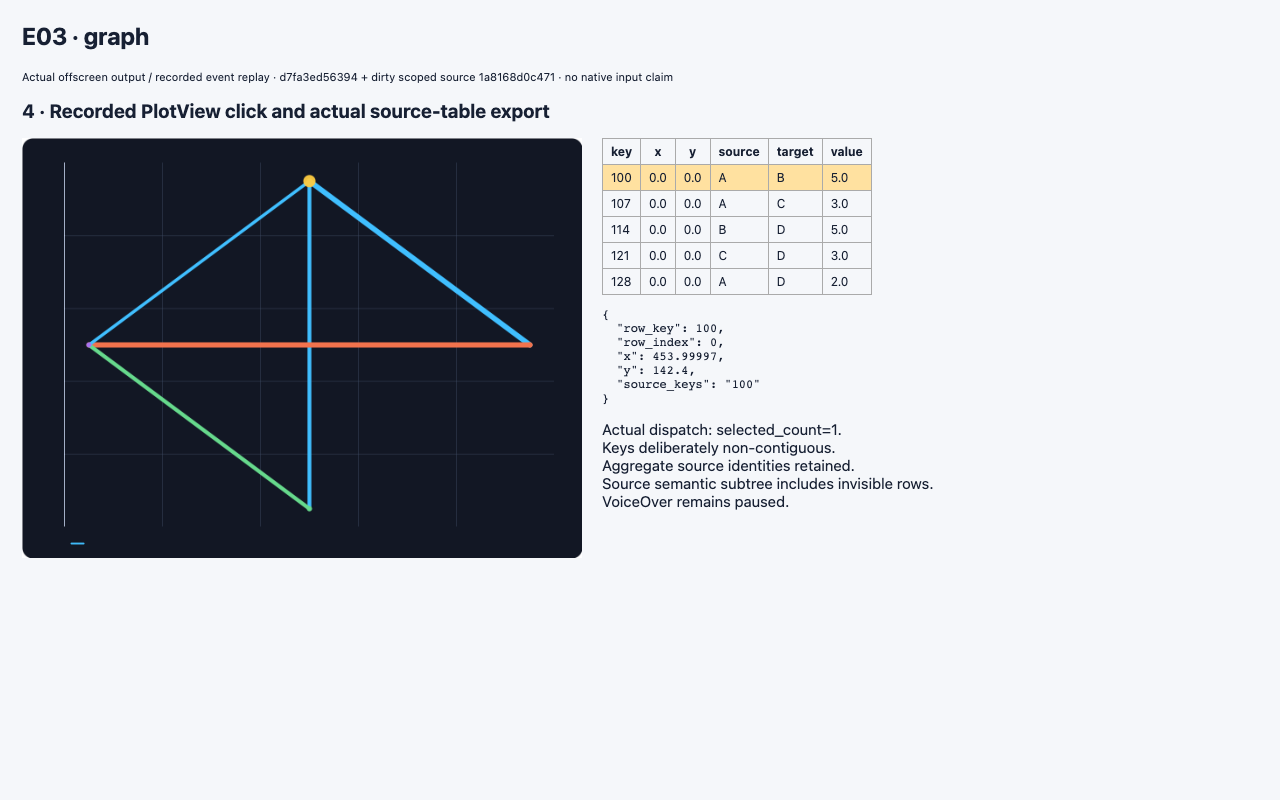 E03 · graph
Actual offscreen output / recorded event replay · d7fa3ed56394 + dirty scoped source 1a8168d0c471 · no native input claim
4 · Recorded PlotView click and actual source-table export
key x y source target value
100 0.0 0.0 A B 5.0
107 0.0 0.0 A C 3.0
114 0.0 0.0 B D 5.0
121 0.0 0.0 C D 3.0
128 0.0 0.0 A D 2.0
{
"row_key": 100,
"row_index": 0,
"x": 453.99997,
"y": 142.4,
"source_keys": "100"
}
Actual dispatch: selected_count=1.
Keys deliberately non-contiguous.
Aggregate source identities retained.
Source semantic subtree includes invisible rows.
VoiceOver remains paused.